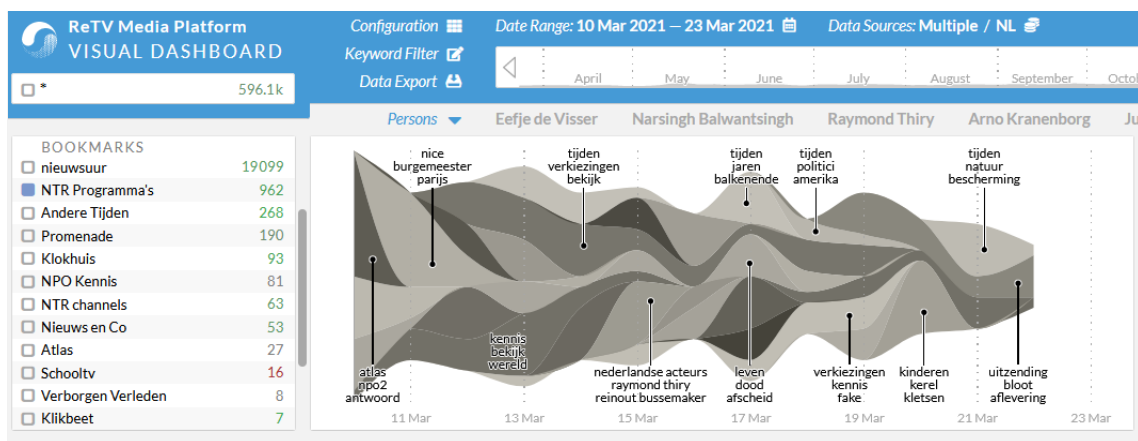 ReTV Media Platform
VISUAL DASHBOARD
Configuration
Keyword Filter
Data Export
Date Range: 10 Mar 2021 — 23 Mar 2021
Data Sources: Multiple / NL
* 596.1k
April May June July August September Octo
Persons Eefje de Visser Narsingh Balwantsingh Raymond Thiry Arno Kranenborg Ju
BOOKMARKS
nieuwsuur 19099
NTR Programma's 962
Andere Tijden 268
Promenade 190
Klokhuis 93
NPO Kennis 81
NTR channels 63
Nieuws en Co 53
Atlas 27
Schooltv 16
Verborgen Verleden 8
Klikbeet 7
nice
burgemeester
parijs
tijden
verkiezingen
bekijk
tijden
jaren
balkenende
tijden
politici
amerika
tijden
natuur
bescherming
atlas
npo2
antwoord
kennis
bekijk
wereld
nederlandse acteurs
raymond thiry
reinout bussemaker
leven
dood
afscheid
verkiezingen
kennis
fake
kinderen
kerel
kletsen
uitzending
bloot
aflevering
11 Mar 13 Mar 15 Mar 17 Mar 19 Mar 21 Mar 23 Mar